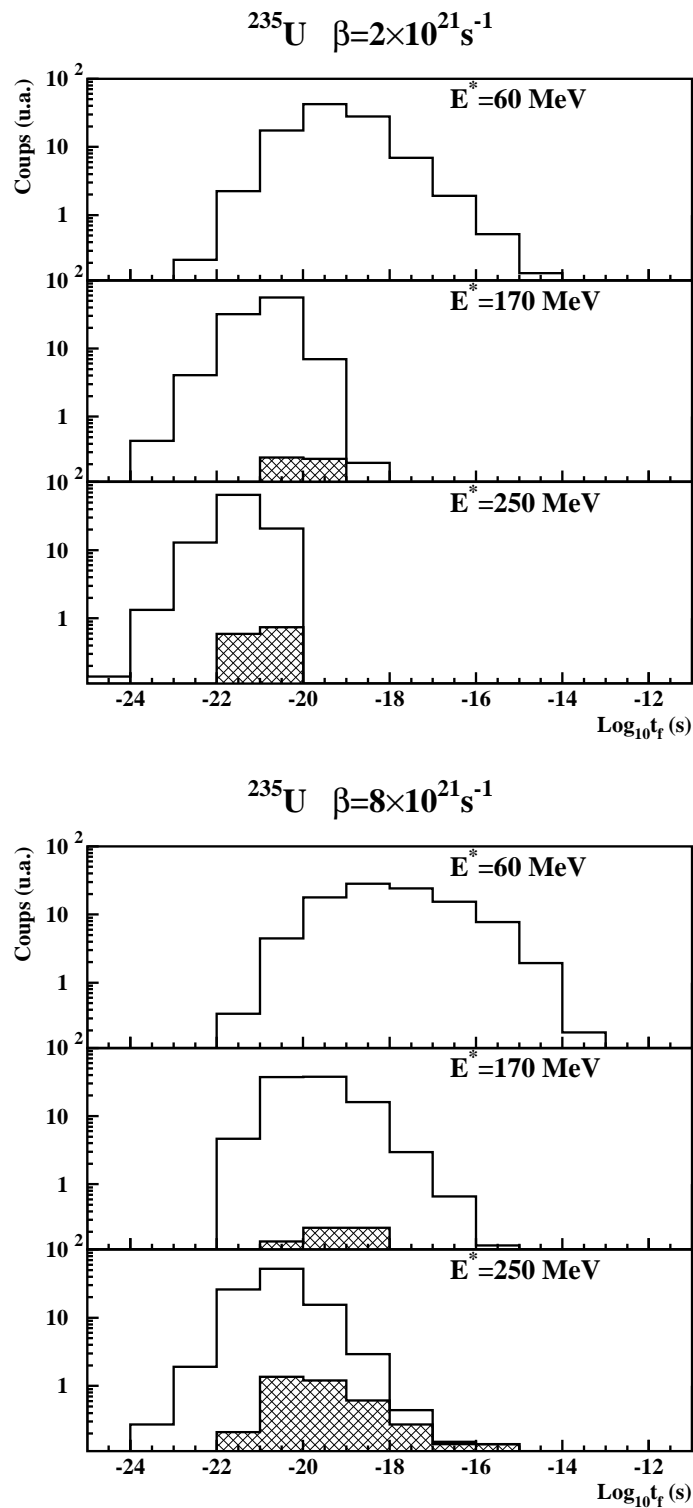 ²³⁵U β=2×10²¹s⁻¹
Coups (u.a.)
10²
E*=60 MeV
10
1
10²
E*=170 MeV
10
1
10²
E*=250 MeV
10
1
-24 -22 -20 -18 -16 -14 -12
Log₁₀t_f (s)
²³⁵U β=8×10²¹s⁻¹
Coups (u.a.)
10²
E*=60 MeV
10
1
10²
E*=170 MeV
10
1
10²
E*=250 MeV
10
1
-24 -22 -20 -18 -16 -14 -12
Log₁₀t_f (s)